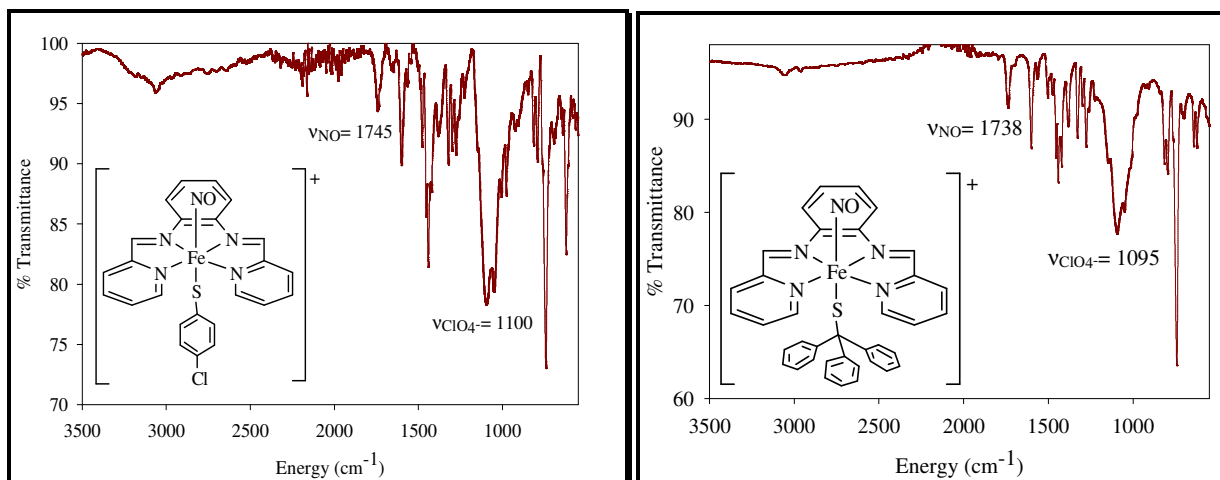 % Transmittance
100
95
90
85
80
75
70
νNO= 1745
νClO4-= 1100
+
NO
N
N
Fe
N
N
S
Cl
3500
3000
2500
2000
1500
1000
Energy (cm-1)
% Transmittance
90
80
70
60
νNO= 1738
νClO4-= 1095
+
NO
N
N
Fe
N
N
S
3500
3000
2500
2000
1500
1000
Energy (cm-1)